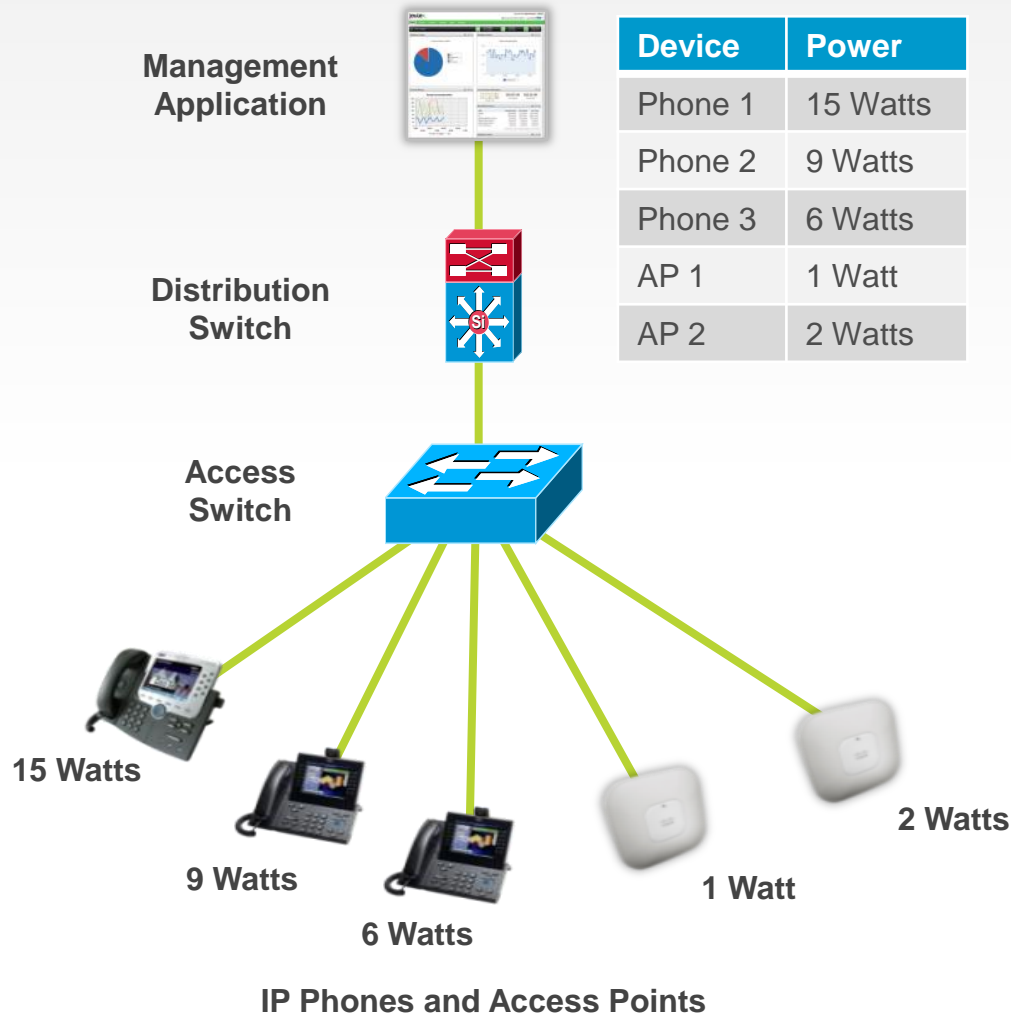 Management
Application
Device Power
Phone 1 15 Watts
Phone 2 9 Watts
Phone 3 6 Watts
AP 1 1 Watt
AP 2 2 Watts
Distribution
Switch
Si
Access
Switch
15 Watts
9 Watts
6 Watts
1 Watt
2 Watts
IP Phones and Access Points